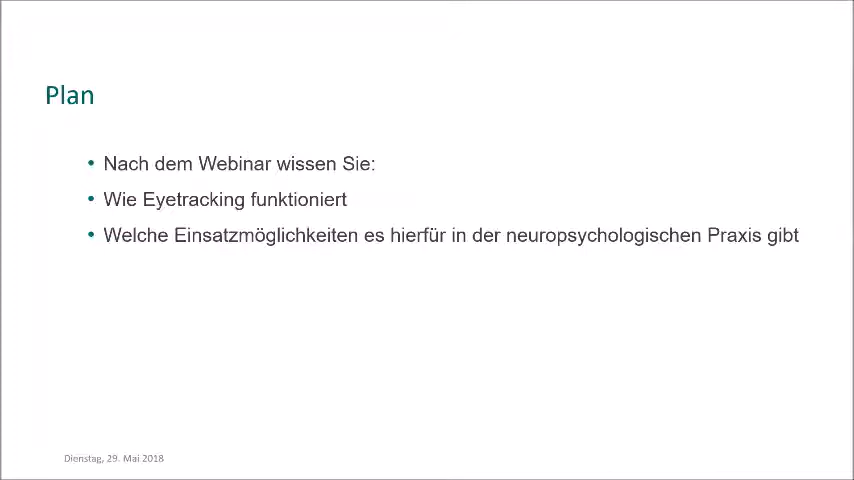 Plan
• Nach dem Webinar wissen Sie:
• Wie Eyetracking funktioniert
• Welche Einsatzmöglichkeiten es hierfür in der neuropsychologischen Praxis gibt
Dienstag, 29. Mai 2018